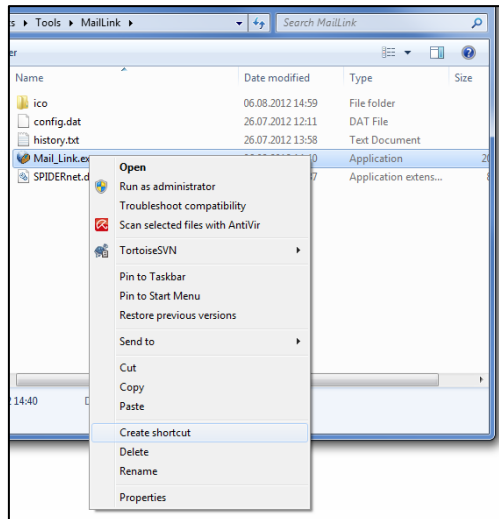 s ▸ Tools ▸ MailLink ▸ Search MailLink
er
Name Date modified Type Size
ico 06.08.2012 14:59 File folder
config.dat 26.07.2012 12:11 DAT File
history.txt 26.07.2012 13:58 Text Document
Mail_Link.ex Application 20
SPIDERnet.d 37 Application extens... 8
Open
Run as administrator
Troubleshoot compatibility
Scan selected files with AntiVir
TortoiseSVN
Pin to Taskbar
Pin to Start Menu
Restore previous versions
Send to
Cut
Copy
14:40
Paste
Create shortcut
Delete
Rename
Properties